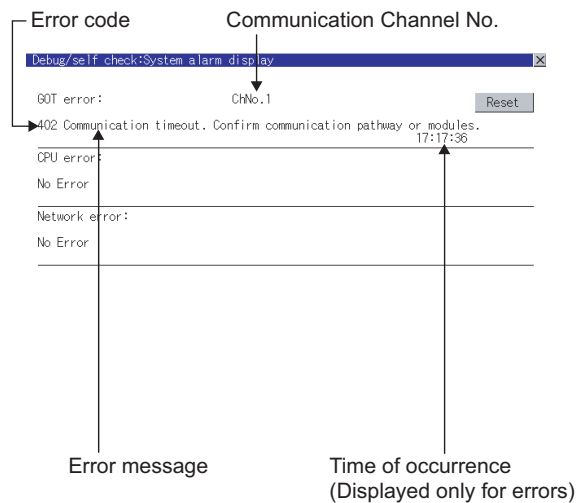 Error code
Communication Channel No.
Debug/self check:System alarm display
GOT error:
ChNo.1
Reset
402 Communication timeout. Confirm communication pathway or modules.
17:17:36
CPU error:
No Error
Network error:
No Error
Error message
Time of occurrence
(Displayed only for errors)